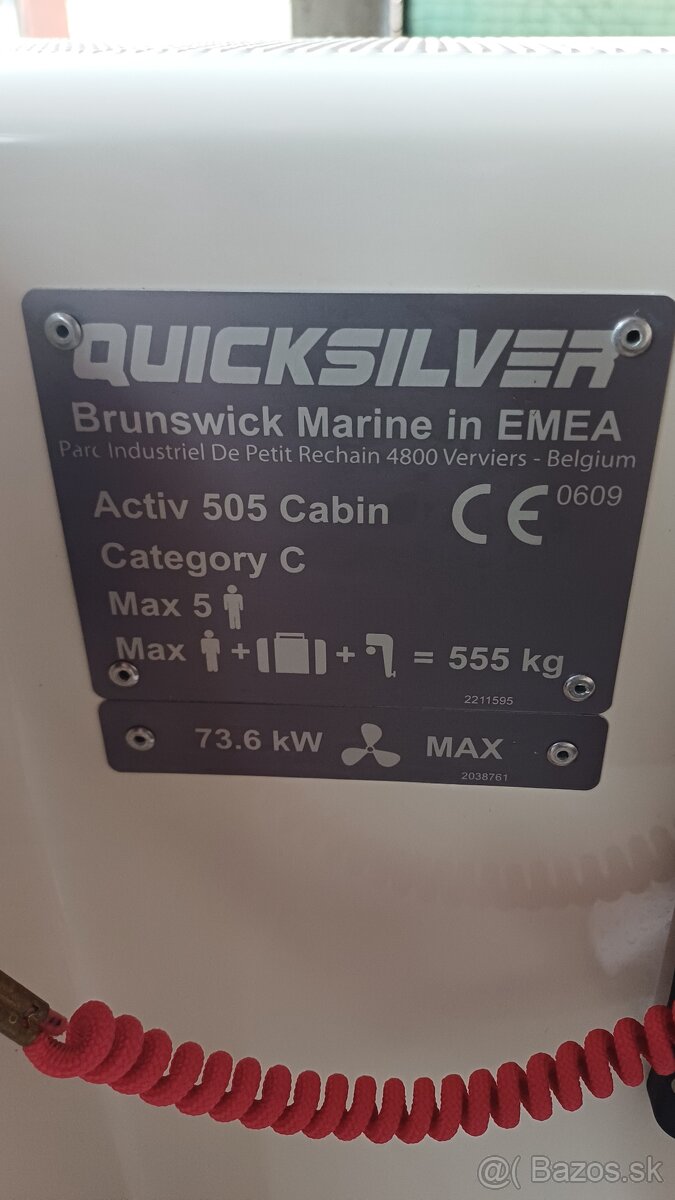 QUICKSILVER
Brunswick Marine in EMEA
Parc Industriel De Petit Rechain 4800 Verviers - Belgium
Activ 505 Cabin CE 0609
Category C
Max 5
Max + + = 555 kg
2211595
73.6 kW MAX
2038761
@( Bazos.sk